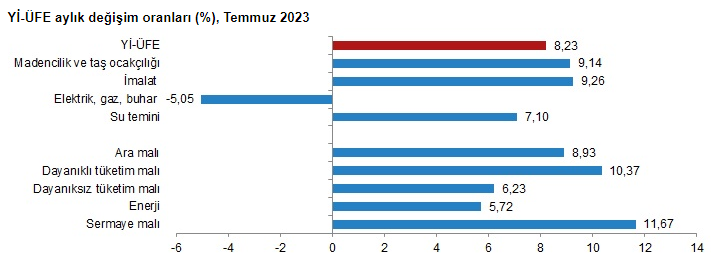 Yİ-ÜFE aylık değişim oranları (%), Temmuz 2023
Yİ-ÜFE 8,23
Madencilik ve taş ocakçılığı 9,14
İmalat 9,26
Elektrik, gaz, buhar -5,05
Su temini 7,10
Ara malı 8,93
Dayanıklı tüketim malı 10,37
Dayanıksız tüketim malı 6,23
Enerji 5,72
Sermaye malı 11,67
-6 -4 -2 0 2 4 6 8 10 12 14